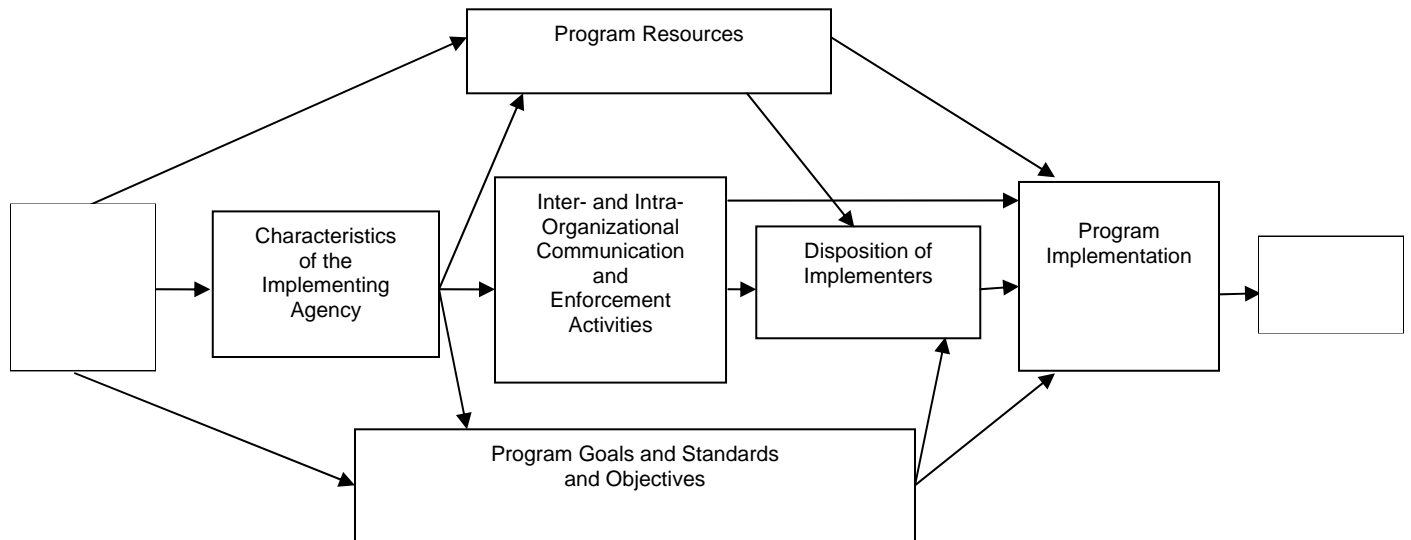 Program Resources
Characteristics
of the
Implementing
Agency
Inter- and Intra-
Organizational
Communication
and
Enforcement
Activities
Disposition of
Implementers
Program
Implementation
Program Goals and Standards
and Objectives